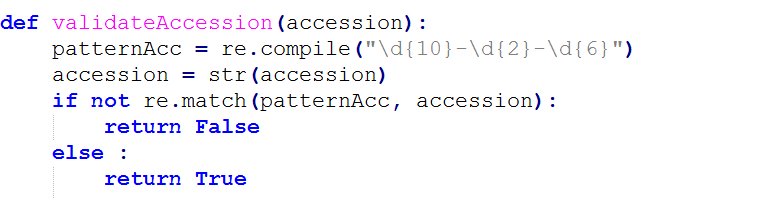 def validateAccession(accession):
    patternAcc = re.compile("\d{10}-\d{2}-\d{6}")
    accession = str(accession)
    if not re.match(patternAcc, accession):
        return False
    else :
        return True